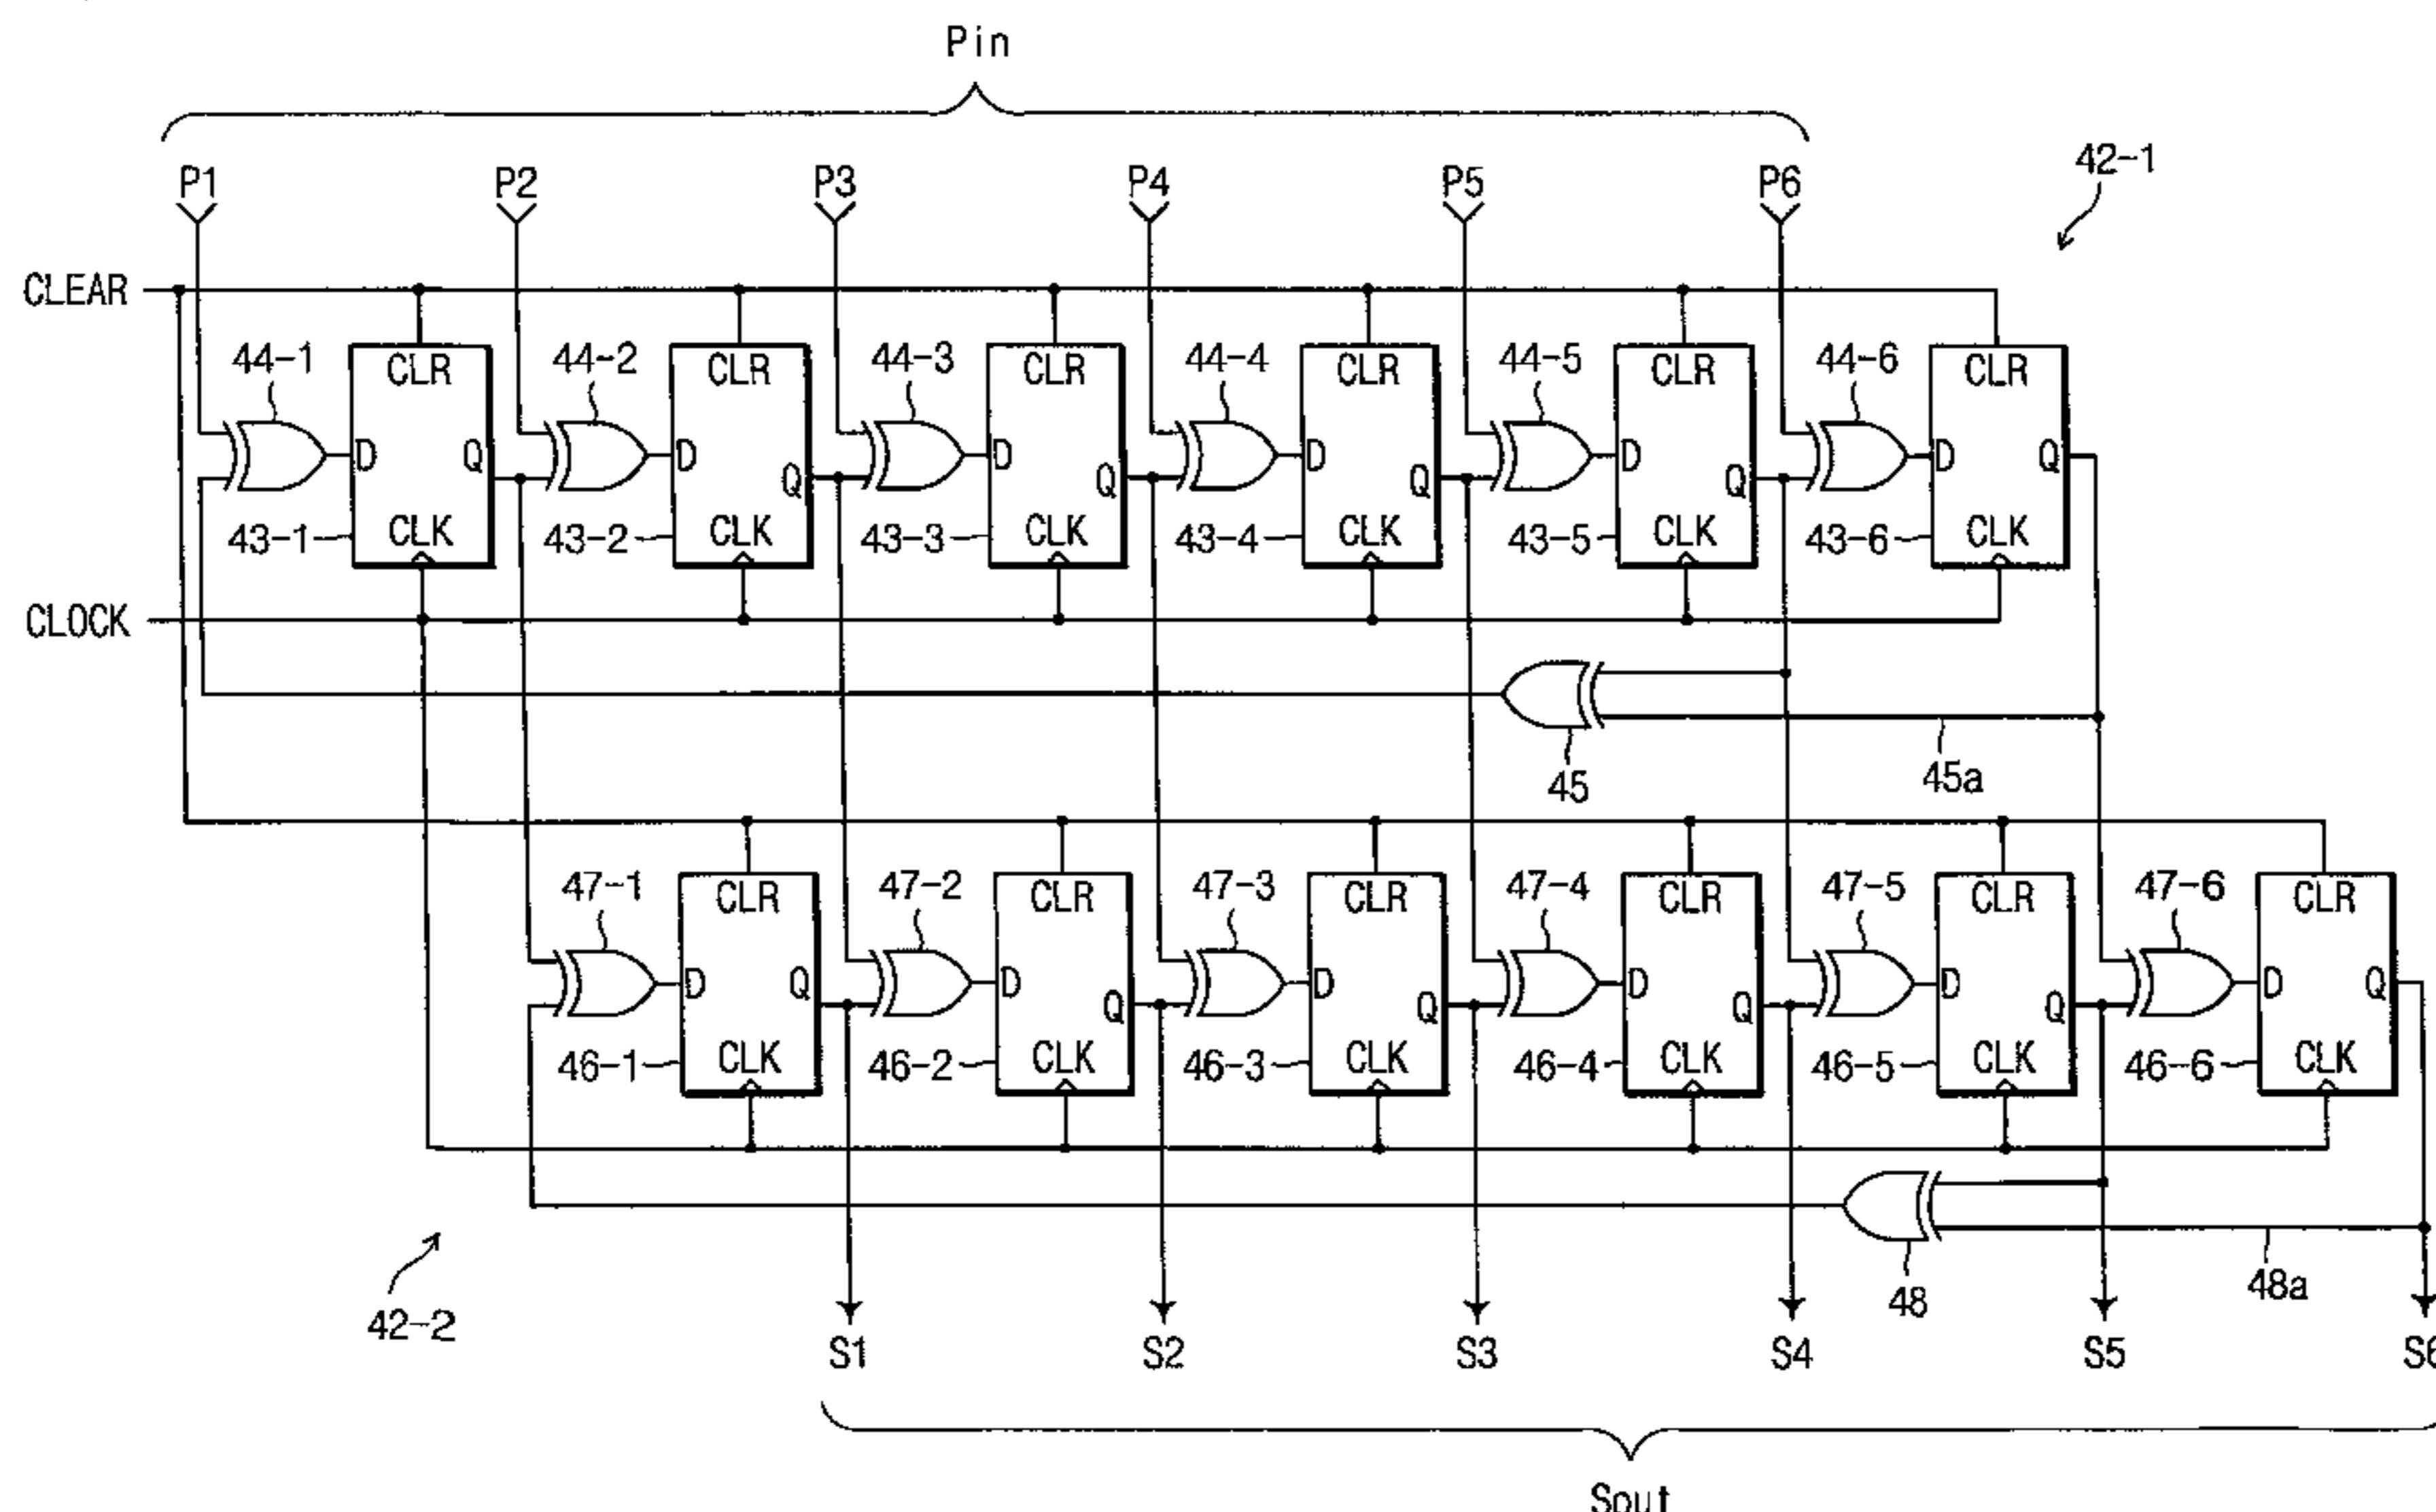 Pin
P1 P2 P3 P4 P5 P6
42-1
CLEAR
44-1 44-2 44-3 44-4 44-5 44-6
CLR CLR CLR CLR CLR CLR
D Q D Q D Q D Q D Q D Q
43-1 CLK 43-2 CLK 43-3 CLK 43-4 CLK 43-5 CLK 43-6 CLK
CLOCK
45 45a
47-1 47-2 47-3 47-4 47-5 47-6
CLR CLR CLR CLR CLR CLR
D Q D Q D Q D Q D Q D Q
46-1 CLK 46-2 CLK 46-3 CLK 46-4 CLK 46-5 CLK 46-6 CLK
42-2
48 48a
S1 S2 S3 S4 S5 S6
Sout